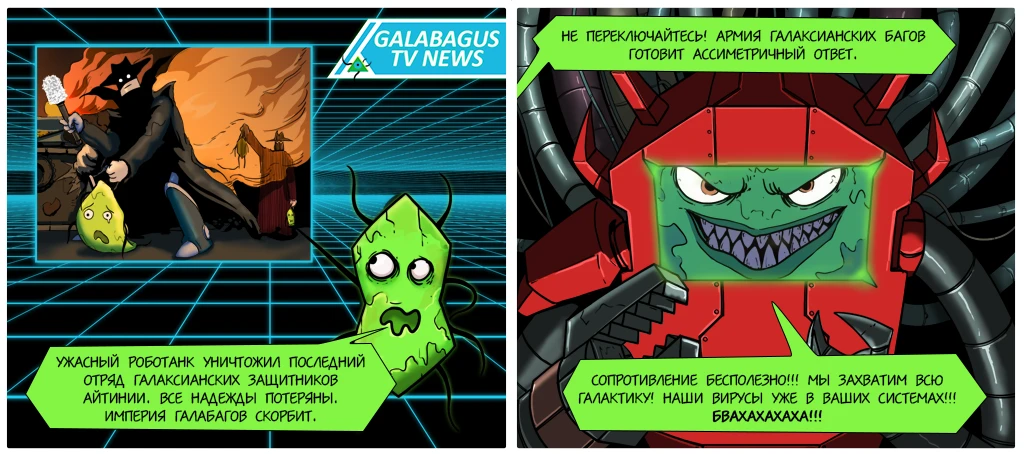 GALABAGUS
TV NEWS
УЖАСНЫЙ РОБОТАНК УНИЧТОЖИЛ ПОСЛЕДНИЙ
ОТРЯД ГАЛАКСИАНСКИХ ЗАЩИТНИКОВ
АЙТИНИИ. ВСЕ НАДЕЖДЫ ПОТЕРЯНЫ.
ИМПЕРИЯ ГАЛАБАГОВ СКОРБИТ.
НЕ ПЕРЕКЛЮЧАЙТЕСЬ! АРМИЯ ГАЛАКСИАНСКИХ БАГОВ
ГОТОВИТ АССИМЕТРИЧНЫЙ ОТВЕТ.
СОПРОТИВЛЕНИЕ БЕСПОЛЕЗНО!!! МЫ ЗАХВАТИМ ВСЮ
ГАЛАКТИКУ! НАШИ ВИРУСЫ УЖЕ В ВАШИХ СИСТЕМАХ!!!
БВАХАХАХАХА!!!